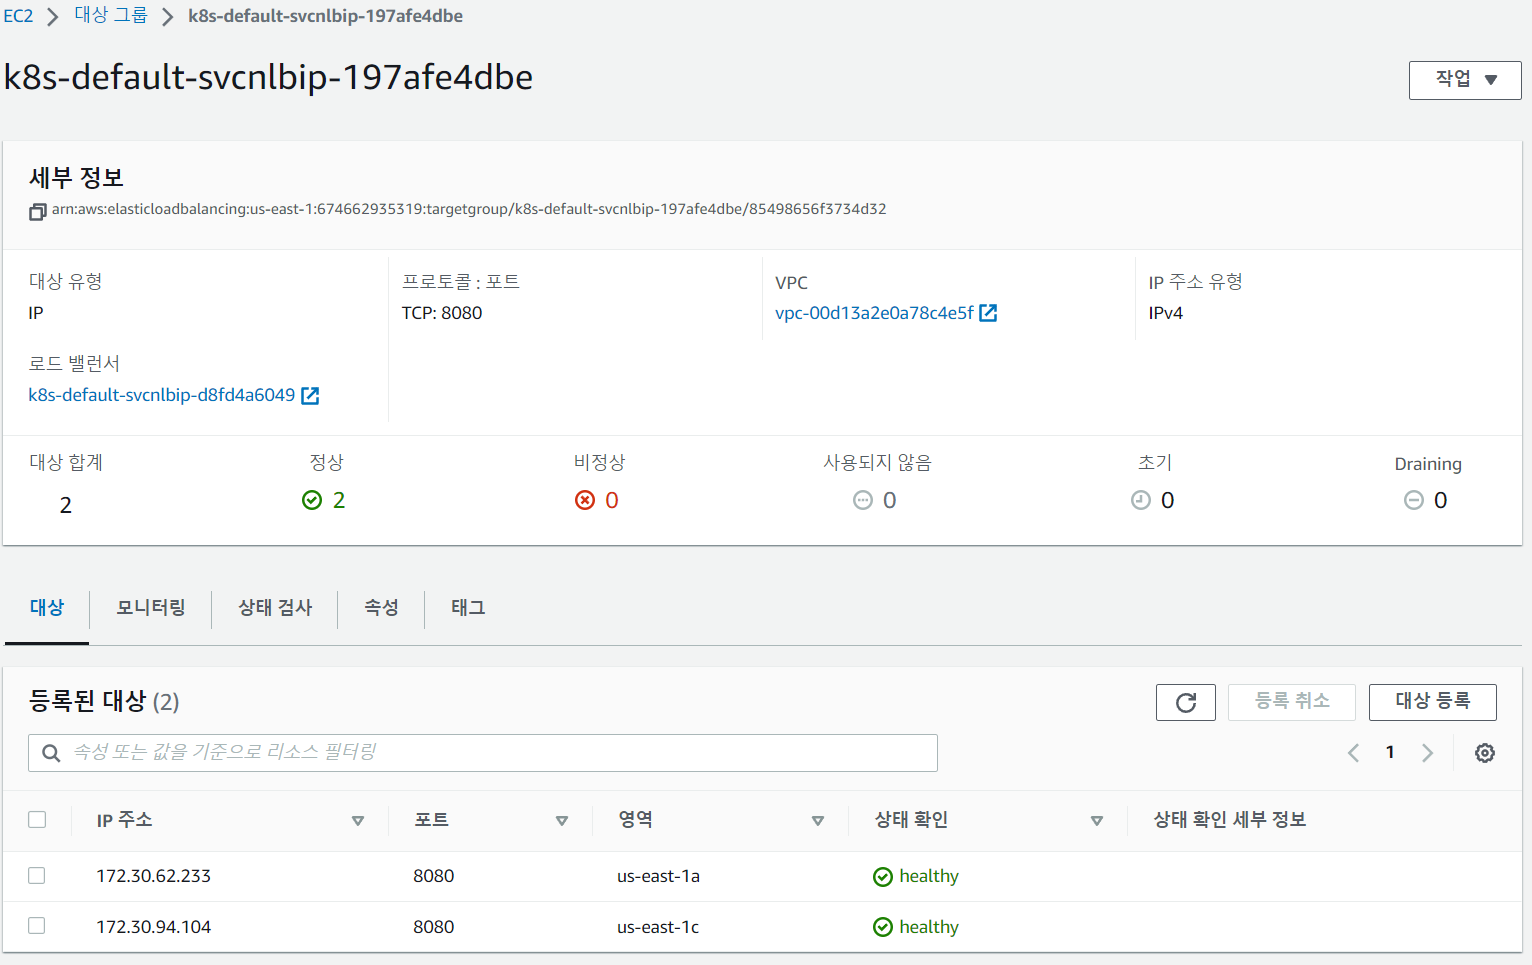 EC2 > 대상 그룹 > k8s-default-svcnlbip-197afe4dbe
k8s-default-svcnlbip-197afe4dbe
작업
세부 정보
arn:aws:elasticloadbalancing:us-east-1:674662935319:targetgroup/k8s-default-svcnlbip-197afe4dbe/85498656f3734d32
대상 유형 프로토콜 : 포트 VPC IP 주소 유형
IP TCP: 8080 vpc-00d13a2e0a78c4e5f IPv4
로드 밸런서
k8s-default-svcnlbip-d8fd4a6049
대상 합계 정상 비정상 사용되지 않음 초기 Draining
2 2 0 0 0 0
대상 모니터링 상태 검사 속성 태그
등록된 대상 (2) 등록 취소 대상 등록
속성 또는 값을 기준으로 리소스 필터링 1
IP 주소 포트 영역 상태 확인 상태 확인 세부 정보
172.30.62.233 8080 us-east-1a healthy
172.30.94.104 8080 us-east-1c healthy